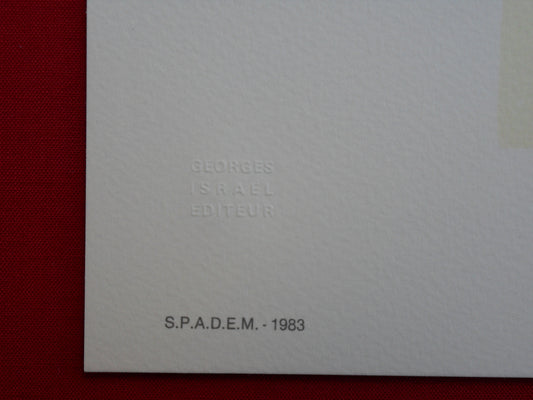 GEORGES
ISRAEL
EDITEUR
S.P.A.D.E.M. - 1983